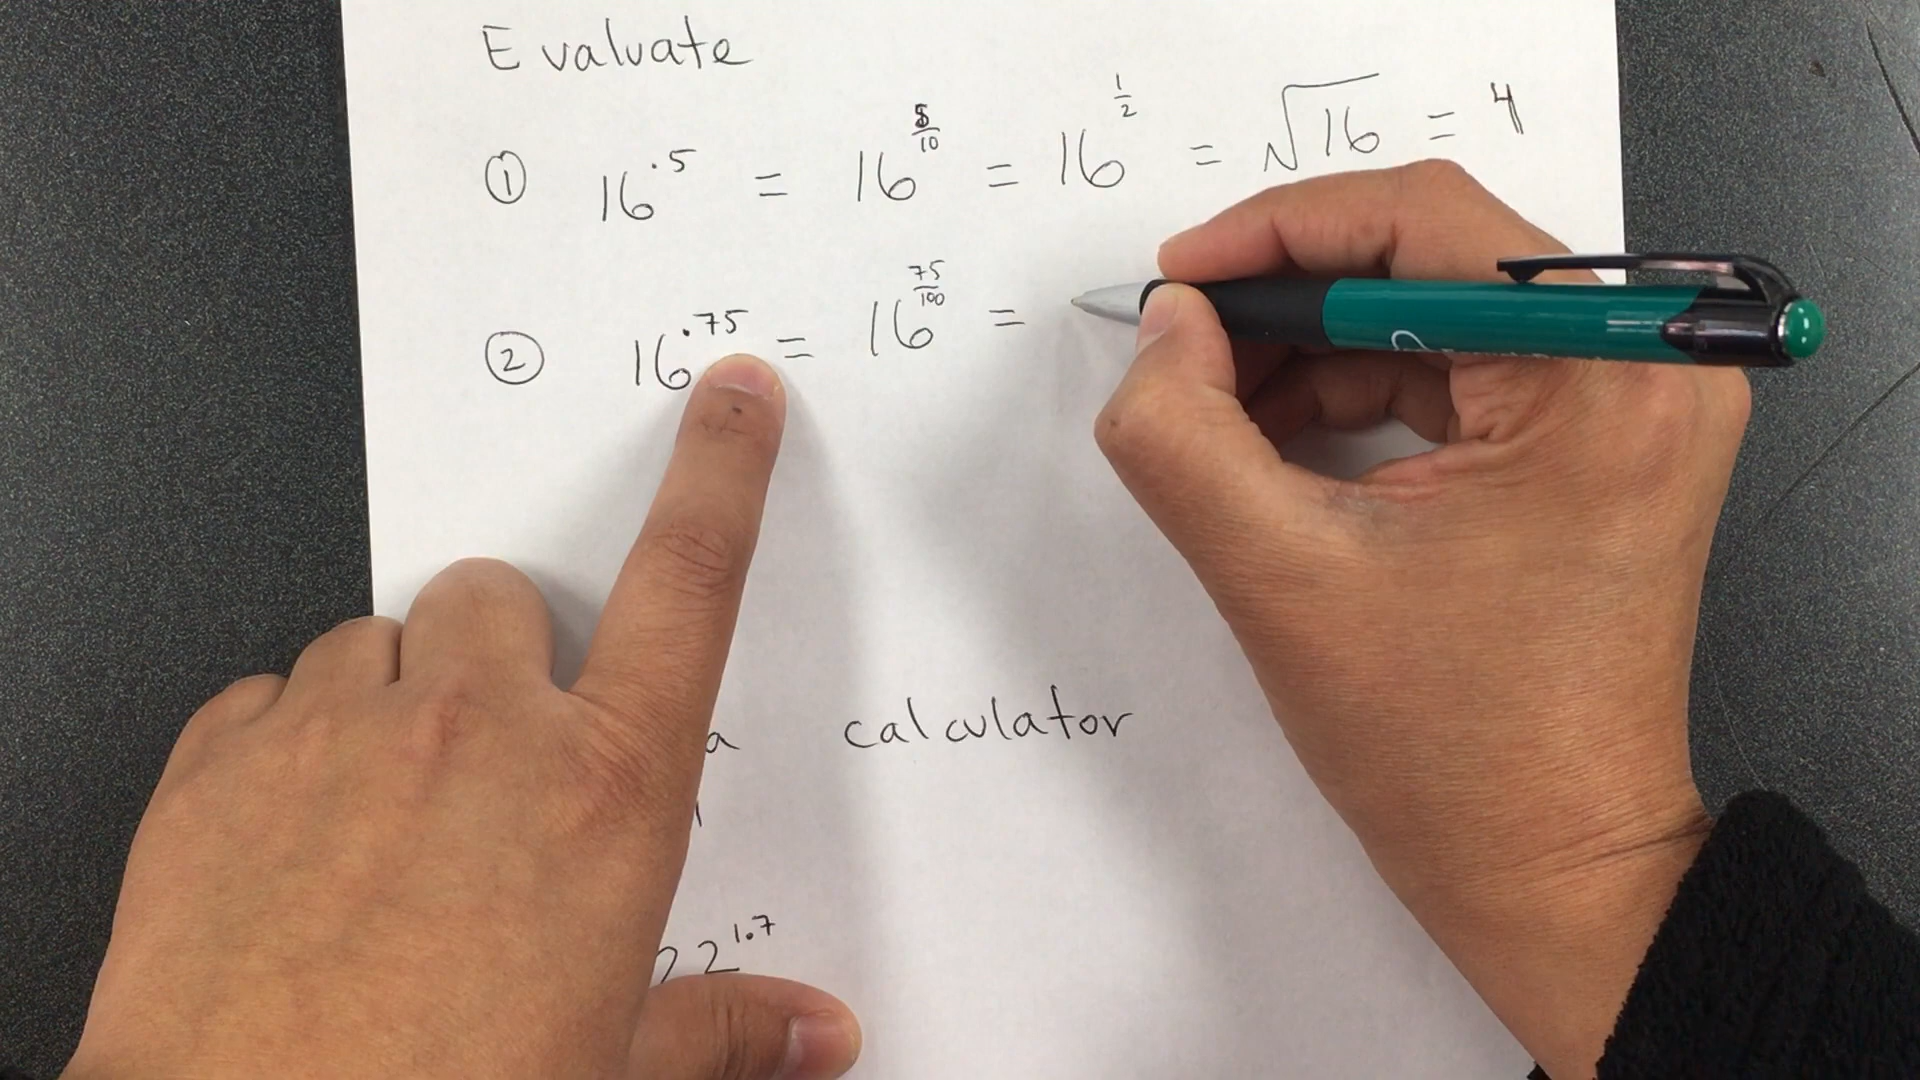 Evaluate
① 16^.5 = 16^5/10 = 16^1/2 = √16 = 4
② 16^.75 = 16^75/100 =
a calculator
22^1.7